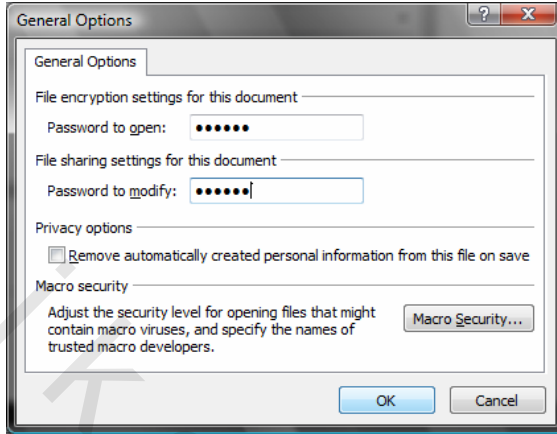 General Options
General Options
File encryption settings for this document
Password to open: ●●●●●●
File sharing settings for this document
Password to modify: ●●●●●●
Privacy options
Remove automatically created personal information from this file on save
Macro security
Adjust the security level for opening files that might
contain macro viruses, and specify the names of
trusted macro developers.
Macro Security...
OK Cancel